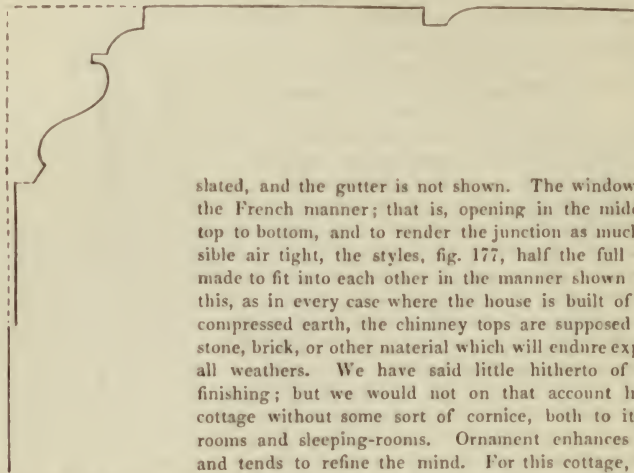 slated, and the gutter is not shown. The window
the French manner; that is, opening in the mid
top to bottom, and to render the junction as much
sible air tight, the styles, fig. 177, half the full
made to fit into each other in the manner shown
this, as in every case where the house is built of
compressed earth, the chimney tops are supposed
stone, brick, or other material which will endure exp
all weathers. We have said little hitherto of
finishing; but we would not on that account
cottage without some sort of cornice, both to it
rooms and sleeping-rooms. Ornament enhances
and tends to refine the mind. For this cottage,